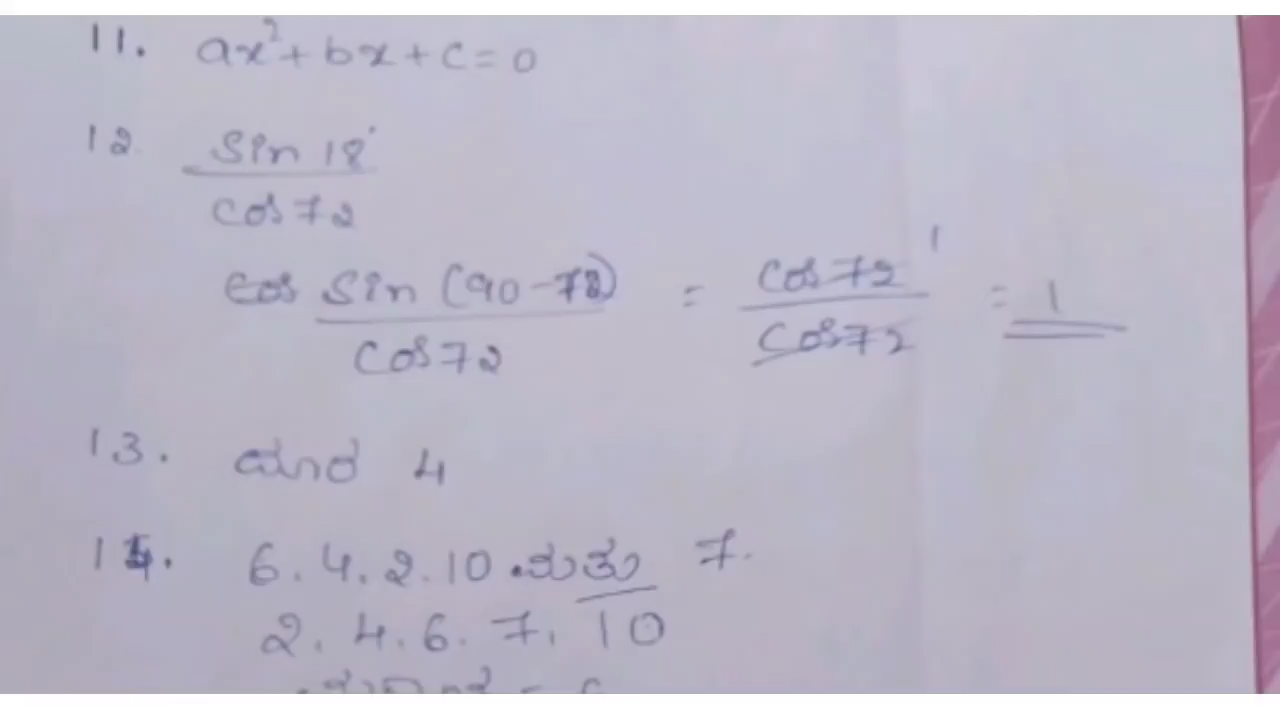 11. ax²+bx+c=0
12. sin 18°
cos 72
cos sin (90-72) = cos 72 1 = 1
cos 72 cos 72
13. ದೂರ 4
14. 6.4.2.10 ಮತ್ತು 7.
2.4.6.7.10